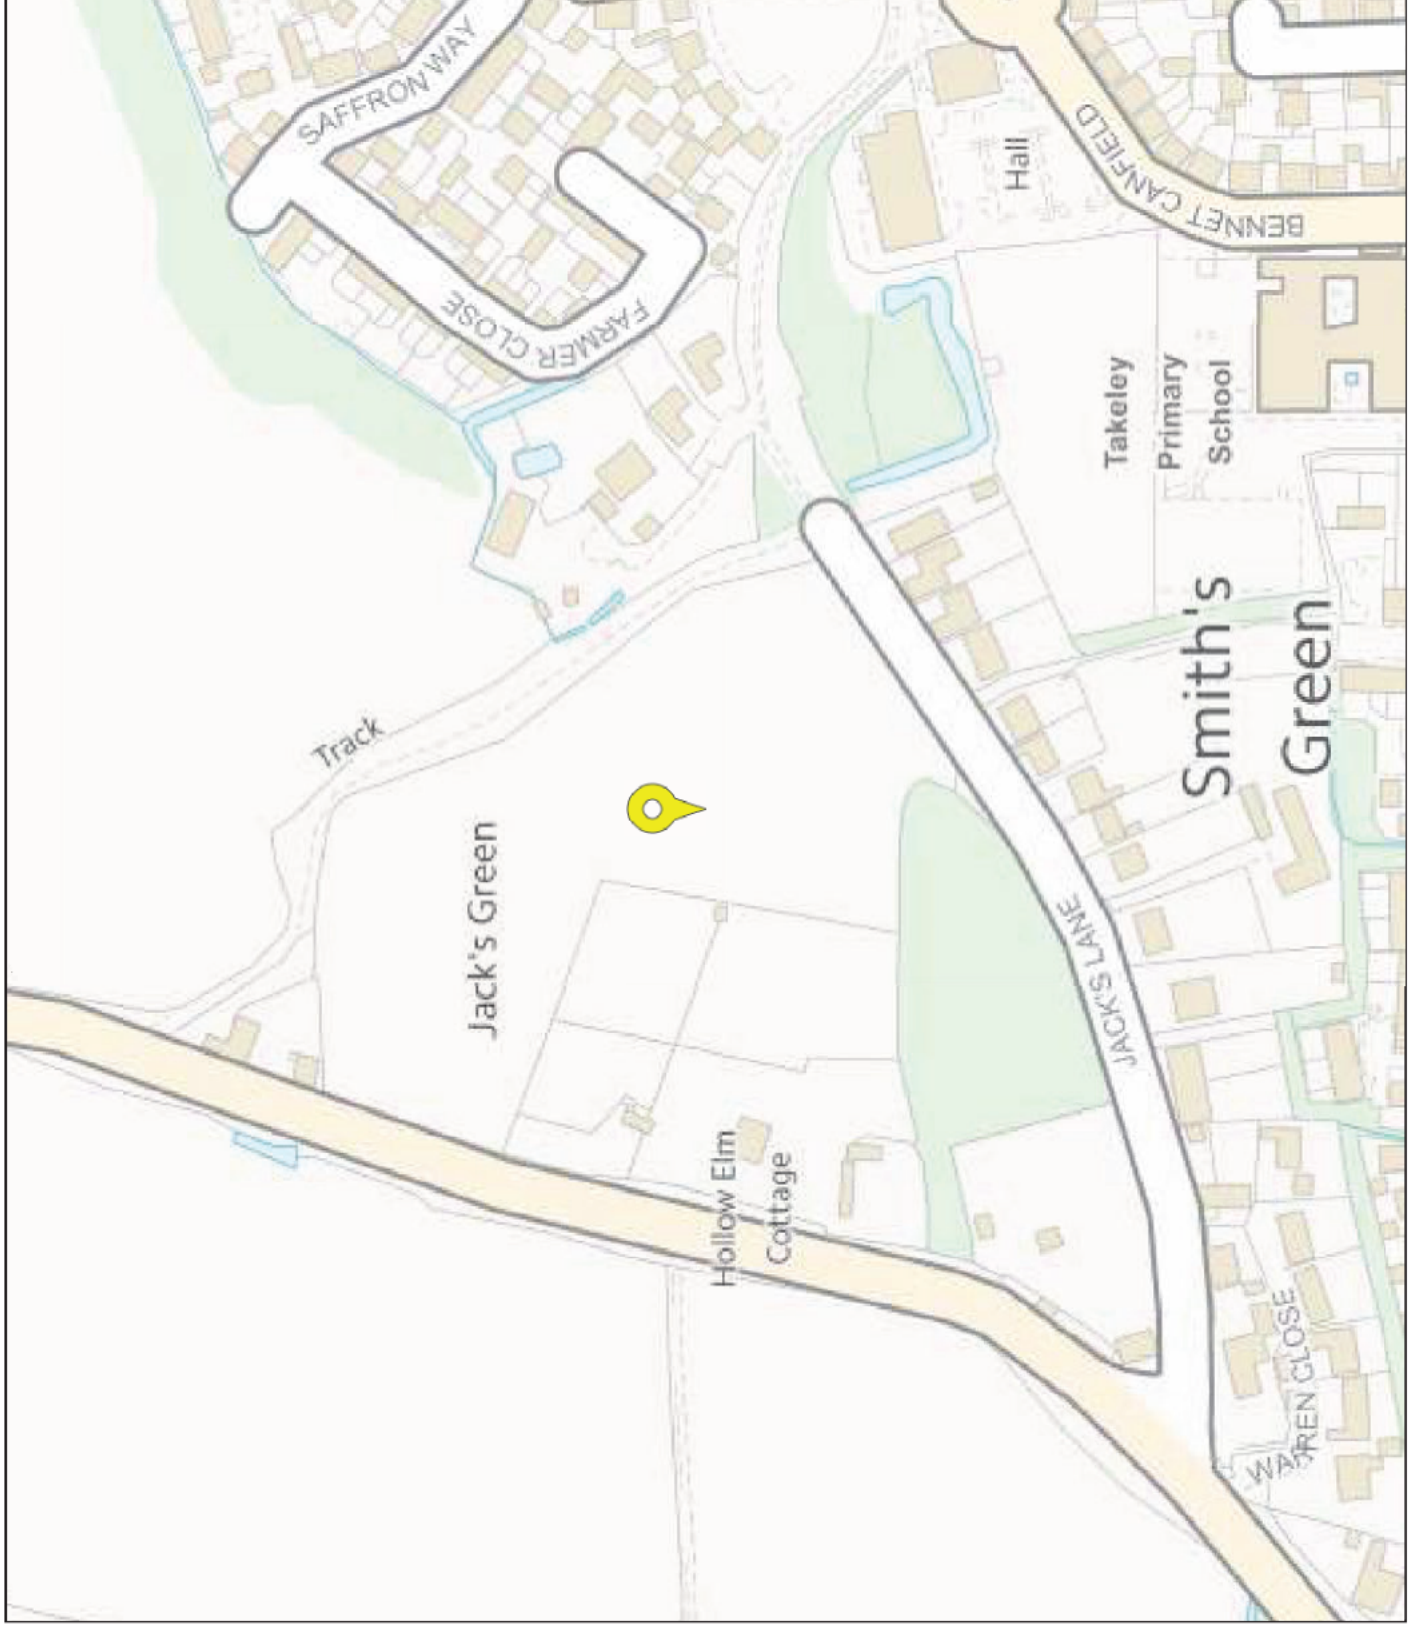 SAFFRON WAY
FARMER CLOSE
Hall
BENNET CANFIELD
Takeley
Primary
School
Track
Smith's
Green
Jack's Green
JACK'S LANE
Hollow Elm
Cottage
WARREN CLOSE